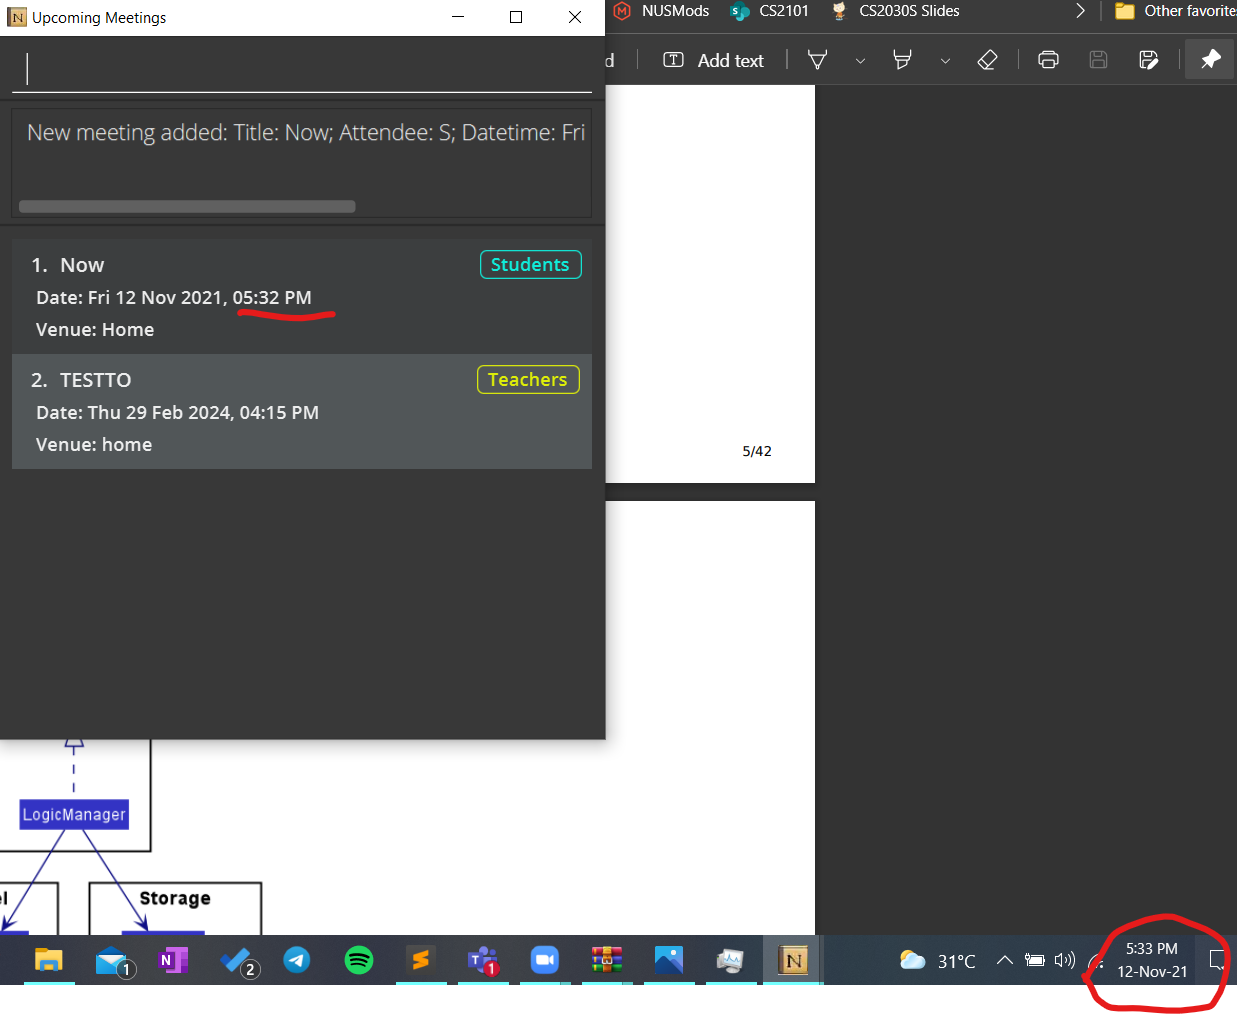 Upcoming Meetings
NUSMods
CS2101
CS2030S Slides
Other favorite
d
Add text
New meeting added: Title: Now; Attendee: S; Datetime: Fri
1. Now
Students
Date: Fri 12 Nov 2021, 05:32 PM
Venue: Home
2. TESTTO
Teachers
Date: Thu 29 Feb 2024, 04:15 PM
Venue: home
5/42
LogicManager
el
Storage
1
2
1
N
31°C
5:33 PM
12-Nov-21